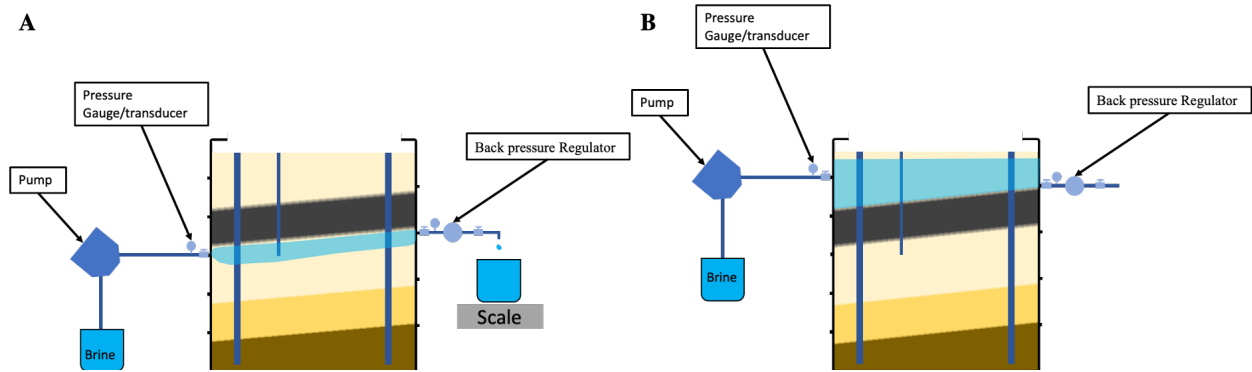 A
Pressure
Gauge/transducer
Pump
Back pressure Regulator
Brine
Scale
B
Pressure
Gauge/transducer
Pump
Back pressure Regulator
Brine